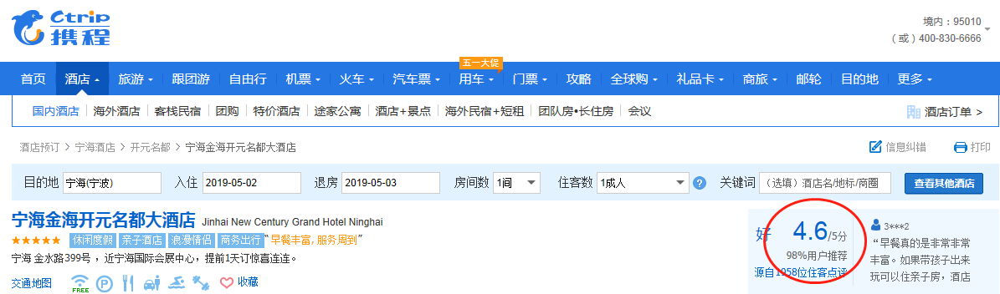 Ctrip
携程
境内：95010
（或）400-830-6666
五一大促
首页 酒店 旅游 跟团游 自由行 机票 火车 汽车票 用车 门票 攻略 全球购 礼品卡 商旅 邮轮 目的地 更多
国内酒店 海外酒店 客栈民宿 团购 特价酒店 途家公寓 酒店+景点 海外民宿+短租 团队房•长住房 会议 酒店订单 >
酒店预订 > 宁海酒店 > 开元名都 > 宁海金海开元名都大酒店 信息纠错 打印
目的地 宁海(宁波) 入住 2019-05-02 退房 2019-05-03 房间数 1间 住客数 1成人 ? 关键词 （选填）酒店名/地标/商圈 查看其他酒店
宁海金海开元名都大酒店 Jinhai New Century Grand Hotel Ninghai
休闲度假 亲子酒店 浪漫情侣 商务出行 “早餐丰富, 服务周到”
宁海 金水路399号 ，近宁海国际会展中心，提前1天订惊喜连连。
交通地图 FREE P 收藏
好 4.6/5分
98%用户推荐
源自1958位住客点评
3***2
“早餐真的是非常非常
丰富。如果带孩子出来
玩可以住亲子房，酒店